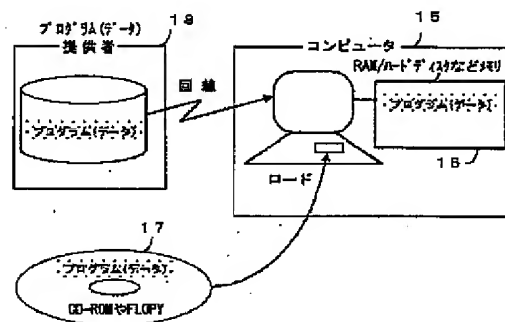 プログラム(データ)
提供者
18
プログラム(データ)
回線
コンピュータ
15
RAM/ハードディスクなどメモリ
プログラム(データ)
16
ロード
17
プログラム(データ)
CD-ROMやFLOPY